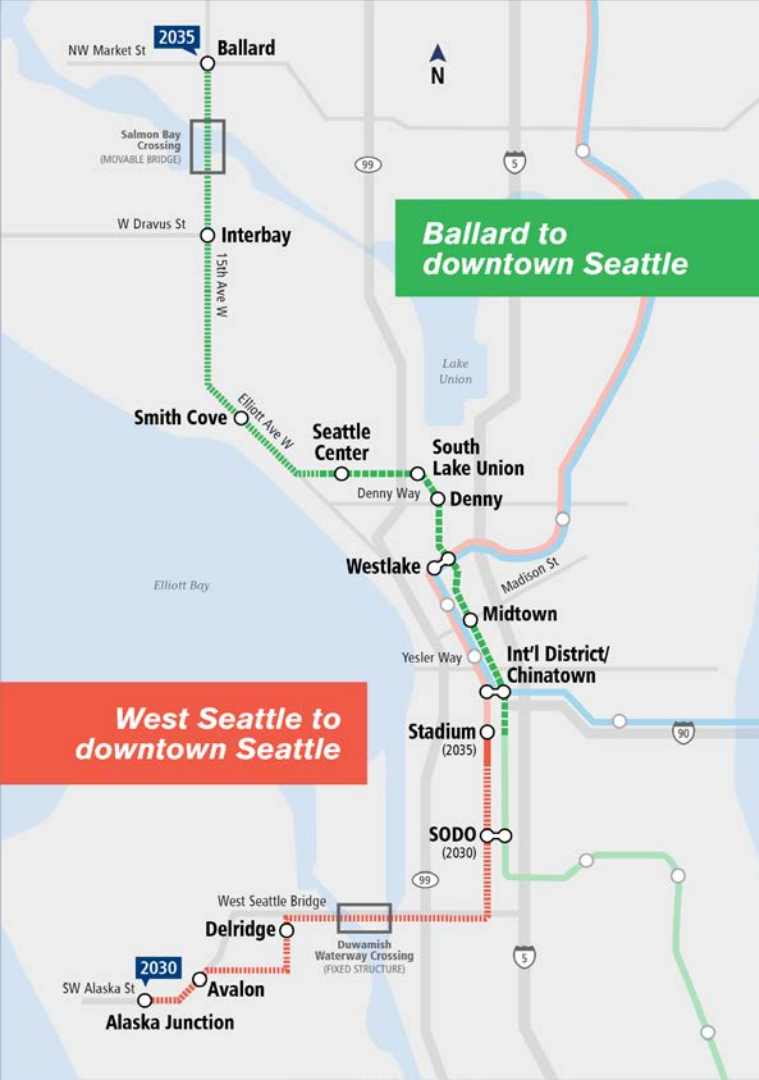 2035
NW Market St
Ballard
N
Salmon Bay
Crossing
(MOVABLE BRIDGE)
99
5
W Dravus St
Interbay
15th Ave W
Ballard to
downtown Seattle
Lake
Union
Smith Cove
Elliott Ave W
Seattle
Center
South
Lake Union
Denny Way
Denny
Westlake
Madison St
Elliott Bay
Midtown
Yesler Way
Int'l District/
Chinatown
West Seattle to
downtown Seattle
Stadium
(2035)
90
SODO
(2030)
99
West Seattle Bridge
Delridge
Duwamish
Waterway Crossing
(FIXED STRUCTURE)
5
2030
SW Alaska St
Avalon
Alaska Junction